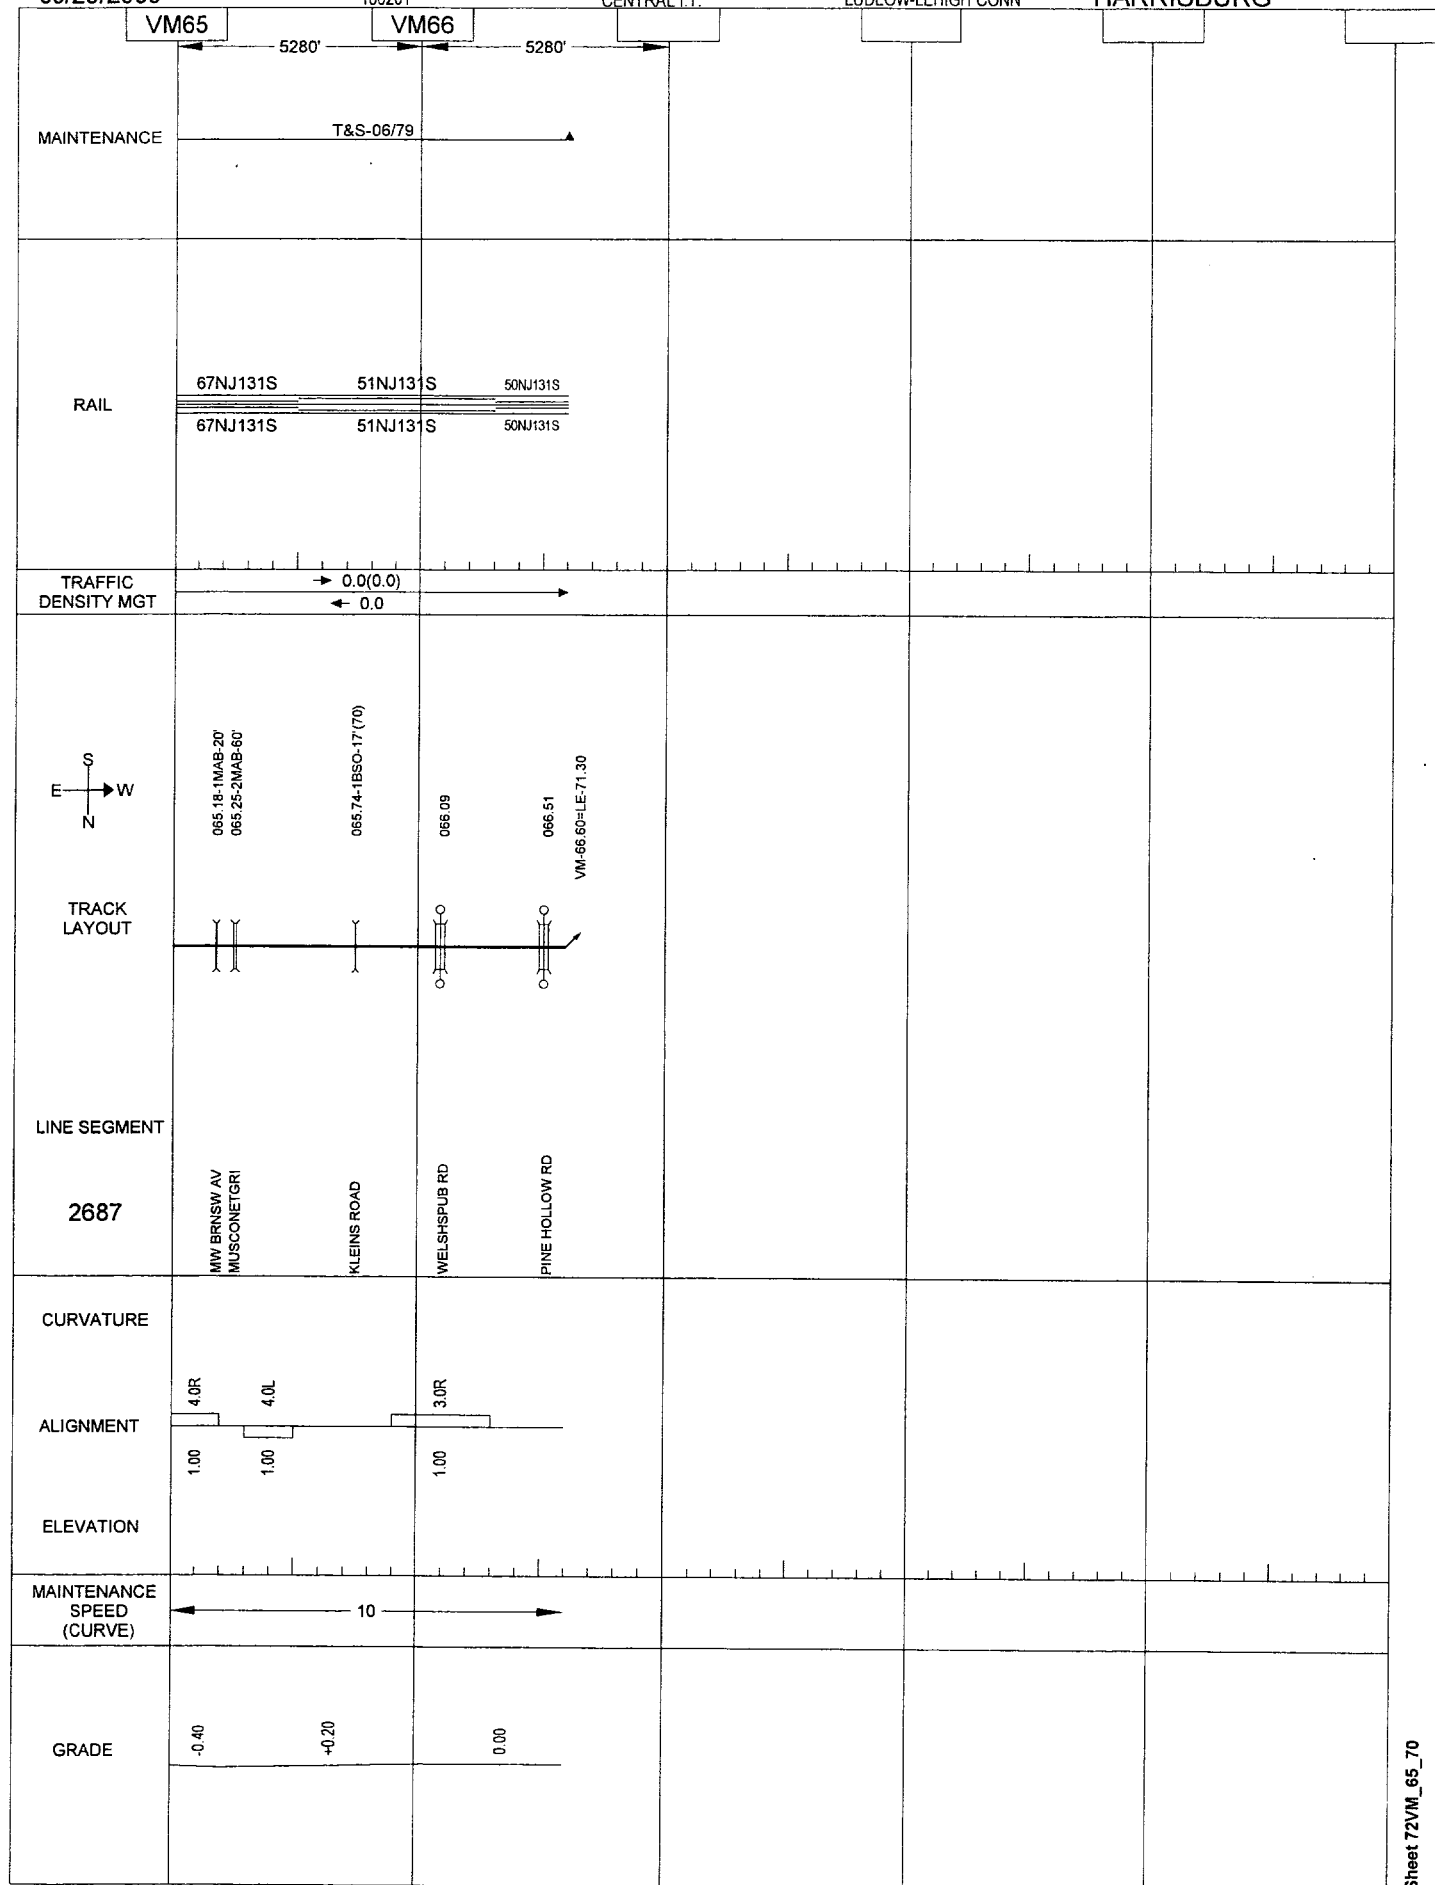 HARRISBURG
VM65
VM66
5280'
5280'
MAINTENANCE
T&S-06/79
RAIL
67NJ131S
51NJ131S
50NJ131S
67NJ131S
51NJ131S
50NJ131S
TRAFFIC
DENSITY MGT
0.0(0.0)
0.0
S
E
W
N
065.18-1MAB-20'
065.25-2MAB-60'
065.74-1BSO-17'(70)
066.09
066.51
VM-66.60=LE-71.30
TRACK
LAYOUT
LINE SEGMENT
2687
MW BRNSW AV
MUSCONETGRI
KLEINS ROAD
WELSHSPUB RD
PINE HOLLOW RD
CURVATURE
4.0R
4.0L
3.0R
ALIGNMENT
1.00
1.00
1.00
ELEVATION
MAINTENANCE
SPEED
(CURVE)
10
GRADE
-0.40
+0.20
0.00
Sheet 72VM_65_70